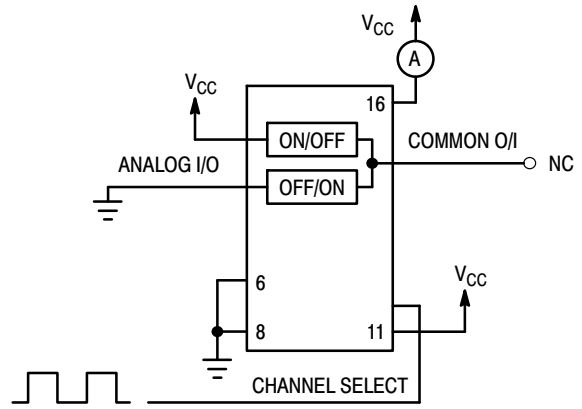 VCC
A
VCC
16
ON/OFF
COMMON O/I
NC
ANALOG I/O
OFF/ON
VCC
6
8
11
CHANNEL SELECT